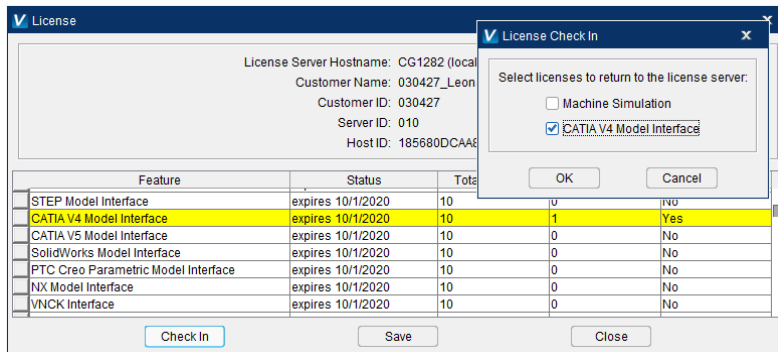 License
License Server Hostname: CG1282 (local
Customer Name: 030427_Leon
Customer ID: 030427
Server ID: 010
Host ID: 185680DCAA8
License Check In
Select licenses to return to the license server:
Machine Simulation
CATIA V4 Model Interface
OK Cancel
Feature Status Tota
STEP Model Interface expires 10/1/2020 10 0 No
CATIA V4 Model Interface expires 10/1/2020 10 1 Yes
CATIA V5 Model Interface expires 10/1/2020 10 0 No
SolidWorks Model Interface expires 10/1/2020 10 0 No
PTC Creo Parametric Model Interface expires 10/1/2020 10 0 No
NX Model Interface expires 10/1/2020 10 0 No
VNCK Interface expires 10/1/2020 10 0 No
Check In Save Close